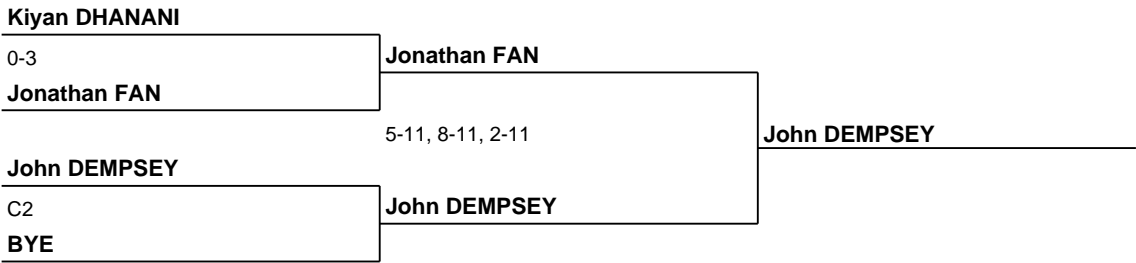 Kiyan DHANANI
0-3
Jonathan FAN
Jonathan FAN
5-11, 8-11, 2-11
John DEMPSEY
John DEMPSEY
C2
John DEMPSEY
BYE